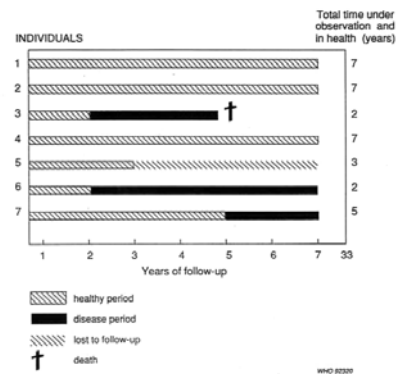 Total time under
observation and
in health (years)
INDIVIDUALS
1 7
2 7
3 2
4 7
5 3
6 2
7 5
1 2 3 4 5 6 7 33
Years of follow-up
healthy period
disease period
lost to follow-up
death
WHO 92320